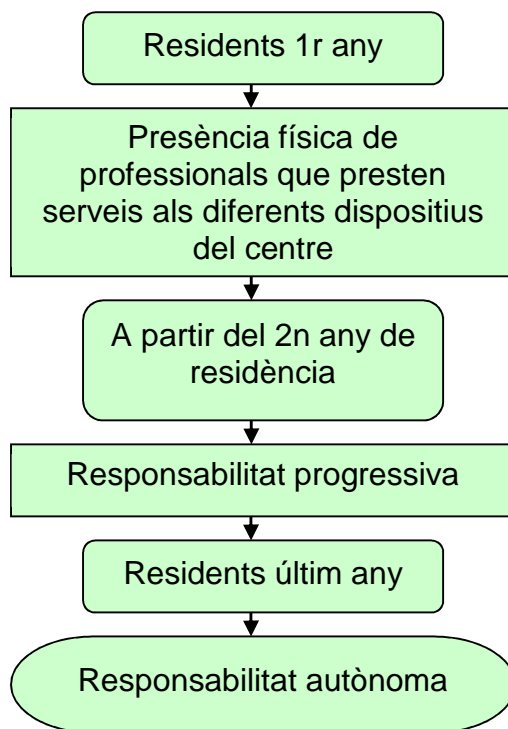 Residents 1r any
Presència física de
professionals que presten
serveis als diferents dispositius
del centre
A partir del 2n any de
residència
Responsabilitat progressiva
Residents últim any
Responsabilitat autònoma